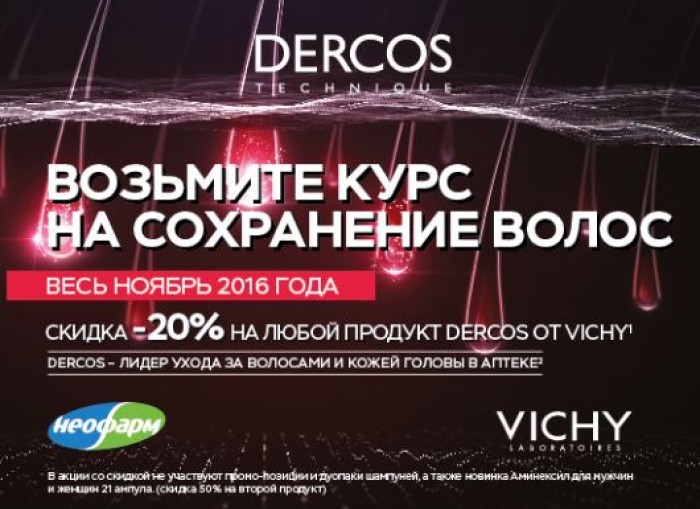 DERCOS
TECHNIQUE
ВОЗЬМИТЕ КУРС
НА СОХРАНЕНИЕ ВОЛОС
ВЕСЬ НОЯБРЬ 2016 ГОДА
СКИДКА -20% НА ЛЮБОЙ ПРОДУКТ DERCOS ОТ VICHY¹
DERCOS – ЛИДЕР УХОДА ЗА ВОЛОСАМИ И КОЖЕЙ ГОЛОВЫ В АПТЕКЕ²
неофарм
VICHY
LABORATOIRES
В акции со скидкой не участвуют промо-позиции и дуопаки шампуней, а также новинка Аминексил для мужчин
и женщин 21 ампула. (скидка 50% на второй продукт)